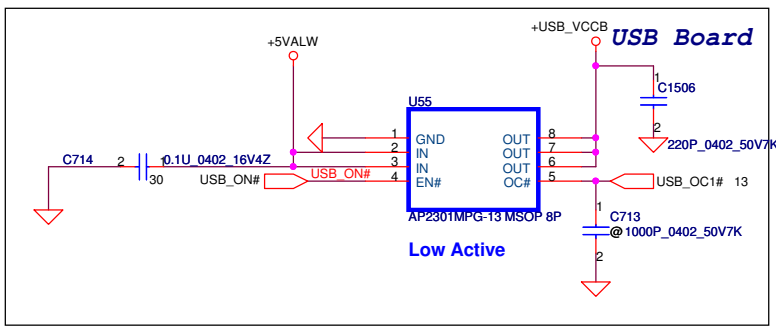 +5VALW
+USB_VCCB
USB Board
U55
1
C1506
2
220P_0402_50V7K
1 GND OUT 8
2 IN OUT 7
3 IN OUT 6
4 EN# OC# 5
C714 2 1 0.1U_0402_16V4Z
30
USB_ON# USB_ON#
USB_OC1# 13
AP2301MPG-13 MSOP 8P
1
C713
@1000P_0402_50V7K
2
Low Active